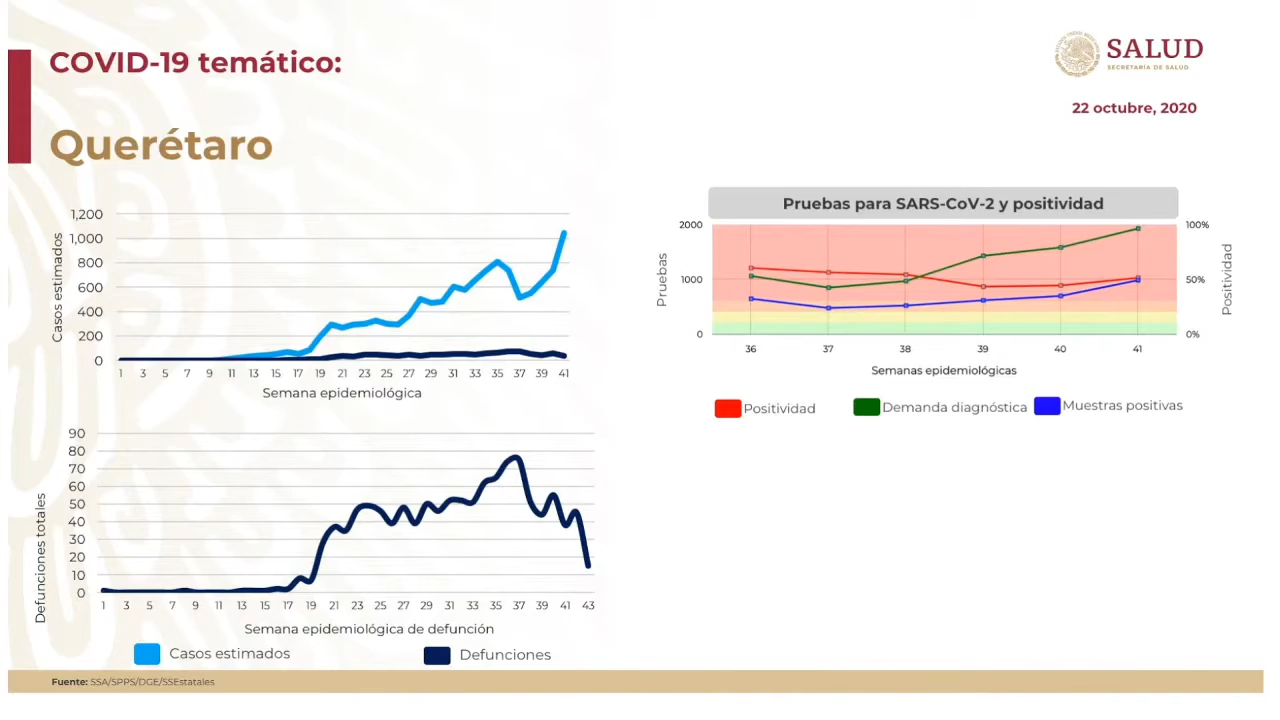 COVID-19 temático:
Querétaro
SALUD
SECRETARÍA DE SALUD
22 octubre, 2020
Casos estimados
1,200
1,000
800
600
400
200
0
1 3 5 7 9 11 13 15 17 19 21 23 25 27 29 31 33 35 37 39 41
Semana epidemiológica
Defunciones totales
90
80
70
60
50
40
30
20
10
0
1 3 5 7 9 11 13 15 17 19 21 23 25 27 29 31 33 35 37 39 41 43
Semana epidemiológica de defunción
Casos estimados
Defunciones
Pruebas para SARS-CoV-2 y positividad
Pruebas
2000
1000
0
100%
50%
0%
Positividad
36 37 38 39 40 41
Semanas epidemiológicas
Positividad Demanda diagnóstica Muestras positivas
Fuente: SSA/SPPS/DGE/SSEstatales